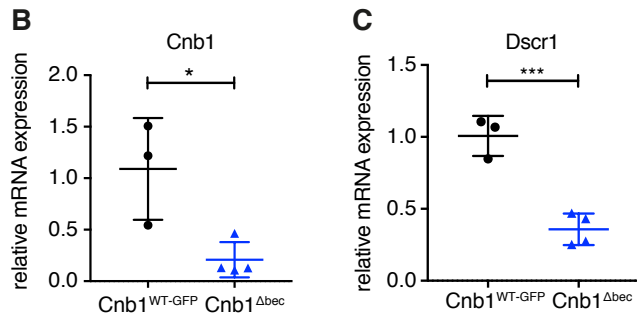 B
Cnb1
relative mRNA expression
2.0
1.5
1.0
0.5
0.0
*
Cnb1WT-GFP
Cnb1Δbec
C
Dscr1
relative mRNA expression
1.5
1.0
0.5
0.0
***
Cnb1WT-GFP
Cnb1Δbec